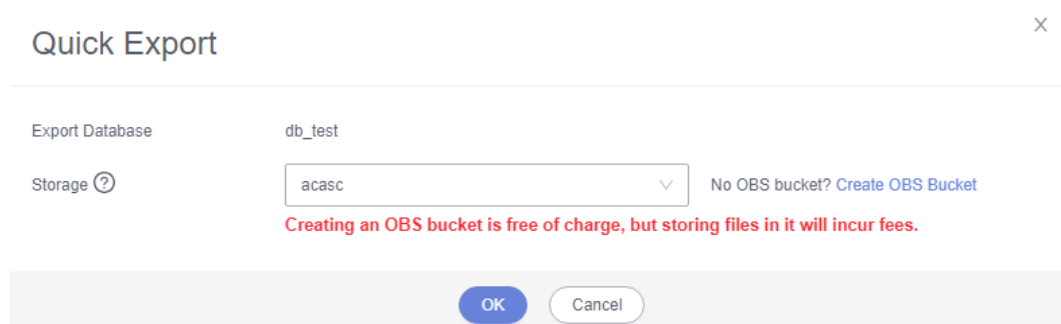 Quick Export
Export Database db_test
Storage ? acasc No OBS bucket? Create OBS Bucket
Creating an OBS bucket is free of charge, but storing files in it will incur fees.
OK Cancel